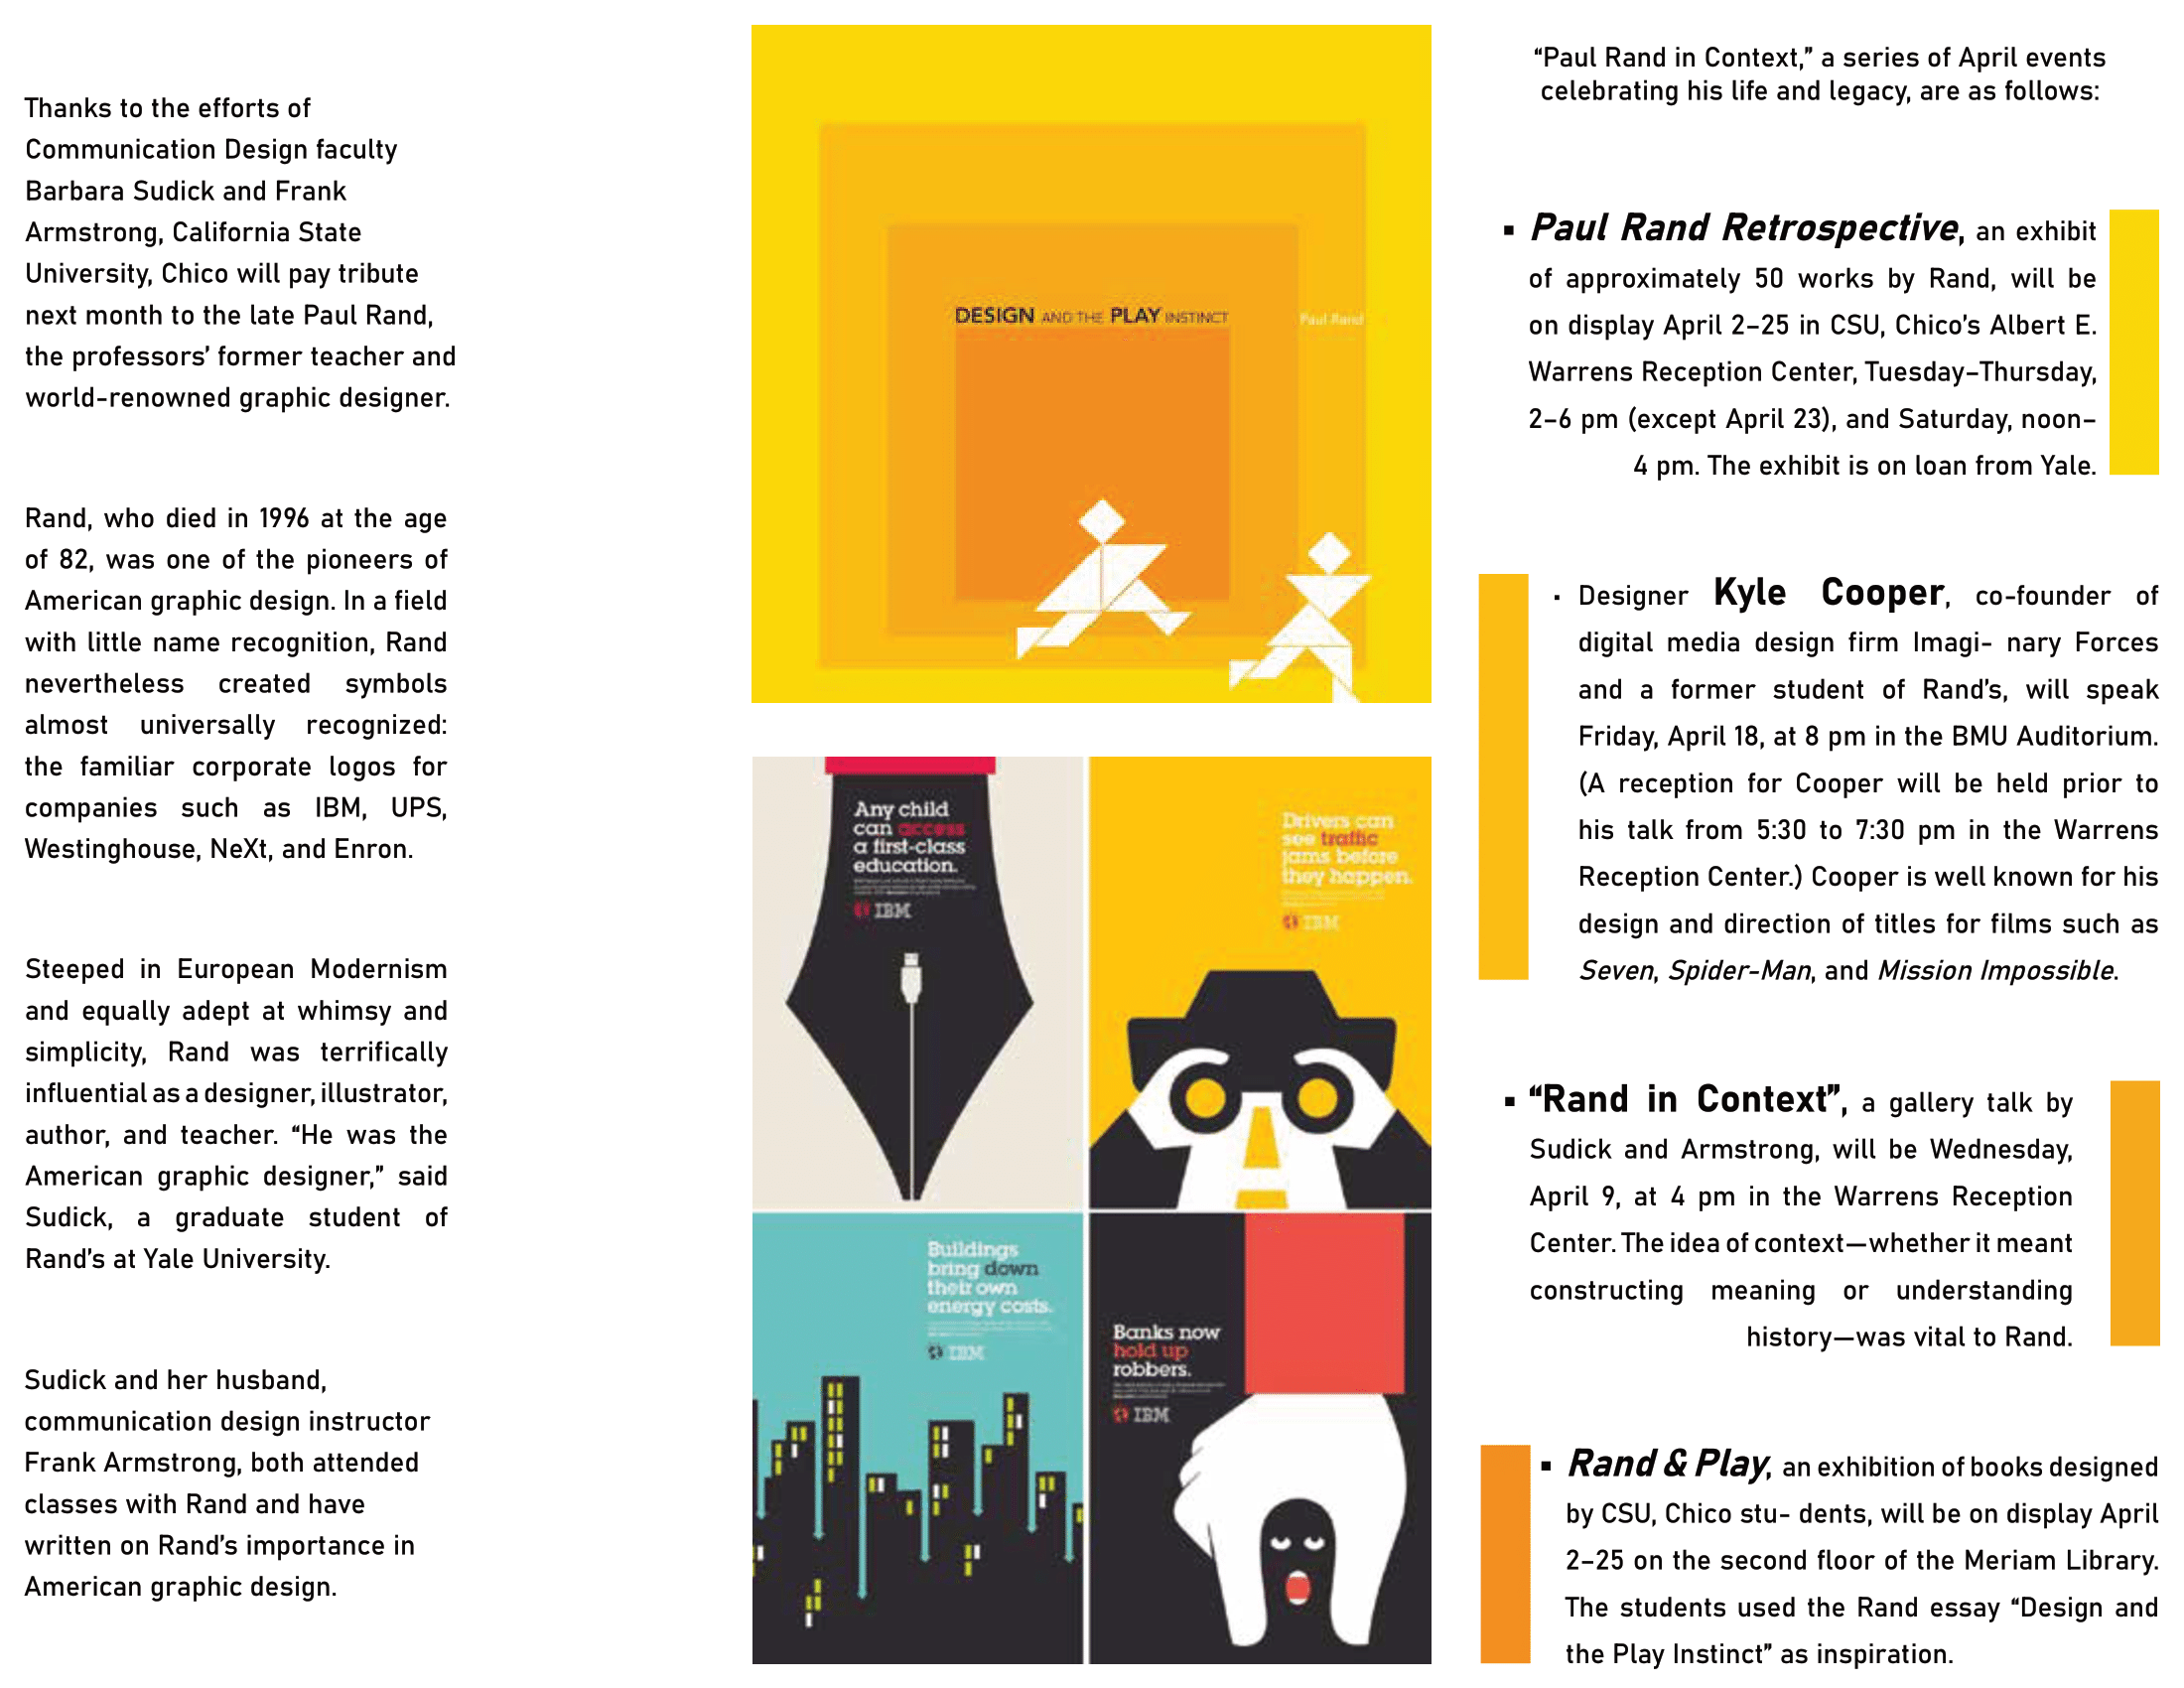 Thanks to the efforts of
Communication Design faculty
Barbara Sudick and Frank
Armstrong, California State
University, Chico will pay tribute
next month to the late Paul Rand,
the professors’ former teacher and
world-renowned graphic designer.
Rand, who died in 1996 at the age
of 82, was one of the pioneers of
American graphic design. In a field
with little name recognition, Rand
nevertheless created symbols
almost universally recognized:
the familiar corporate logos for
companies such as IBM, UPS,
Westinghouse, NeXt, and Enron.
Steeped in European Modernism
and equally adept at whimsy and
simplicity, Rand was terrifically
influential as a designer, illustrator,
author, and teacher. “He was the
American graphic designer,” said
Sudick, a graduate student of
Rand’s at Yale University.
Sudick and her husband,
communication design instructor
Frank Armstrong, both attended
classes with Rand and have
written on Rand’s importance in
American graphic design.
DESIGN AND THE PLAY INSTINCT
Paul Rand
Any child
can access
a first-class
education.
IBM
Drivers can
see traffic
jams before
they happen.
IBM
Buildings
bring down
their own
energy costs.
IBM
Banks now
hold up
robbers.
IBM
“Paul Rand in Context,” a series of April events
celebrating his life and legacy, are as follows:
▪ Paul Rand Retrospective, an exhibit
of approximately 50 works by Rand, will be
on display April 2–25 in CSU, Chico’s Albert E.
Warrens Reception Center, Tuesday–Thursday,
2–6 pm (except April 23), and Saturday, noon–
4 pm. The exhibit is on loan from Yale.
▪ Designer Kyle Cooper, co-founder of
digital media design firm Imagi- nary Forces
and a former student of Rand’s, will speak
Friday, April 18, at 8 pm in the BMU Auditorium.
(A reception for Cooper will be held prior to
his talk from 5:30 to 7:30 pm in the Warrens
Reception Center.) Cooper is well known for his
design and direction of titles for films such as
Seven, Spider-Man, and Mission Impossible.
▪ “Rand in Context”, a gallery talk by
Sudick and Armstrong, will be Wednesday,
April 9, at 4 pm in the Warrens Reception
Center. The idea of context—whether it meant
constructing meaning or understanding
history—was vital to Rand.
▪ Rand & Play, an exhibition of books designed
by CSU, Chico stu- dents, will be on display April
2–25 on the second floor of the Meriam Library.
The students used the Rand essay “Design and
the Play Instinct” as inspiration.